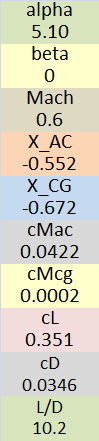 alpha
5.10
beta
0
Mach
0.6
X_AC
-0.552
X_CG
-0.672
cMac
0.0422
cMcg
0.0002
cL
0.351
cD
0.0346
L/D
10.2